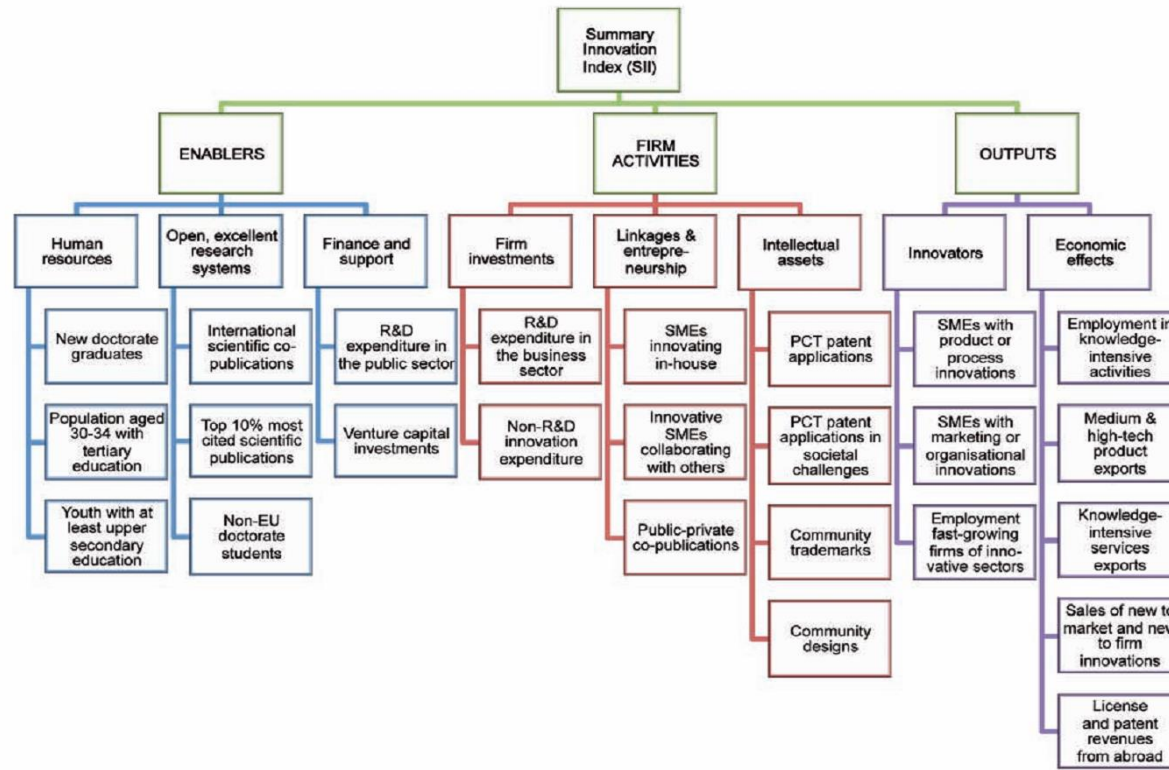 Summary
Innovation
Index (SII)
ENABLERS
FIRM
ACTIVITIES
OUTPUTS
Human
resources
Open, excellent
research
systems
Finance and
support
Firm
investments
Linkages &
entrepre-
neurship
Intellectual
assets
Innovators
Economic
effects
New doctorate
graduates
International
scientific co-
publications
R&D
expenditure in
the public sector
R&D
expenditure in
the business
sector
SMEs
innovating
in-house
PCT patent
applications
SMEs with
product or
process
innovations
Employment in
knowledge-
intensive
activities
Population aged
30-34 with
tertiary
education
Top 10% most
cited scientific
publications
Venture capital
investments
Non-R&D
innovation
expenditure
Innovative
SMEs
collaborating
with others
PCT patent
applications in
societal
challenges
SMEs with
marketing or
organisational
innovations
Medium &
high-tech
product
exports
Youth with at
least upper
secondary
education
Non-EU
doctorate
students
Public-private
co-publications
Community
trademarks
Employment
fast-growing
firms of inno-
vative sectors
Knowledge-
intensive
services
exports
Community
designs
Sales of new to
market and new
to firm
innovations
License
and patent
revenues
from abroad